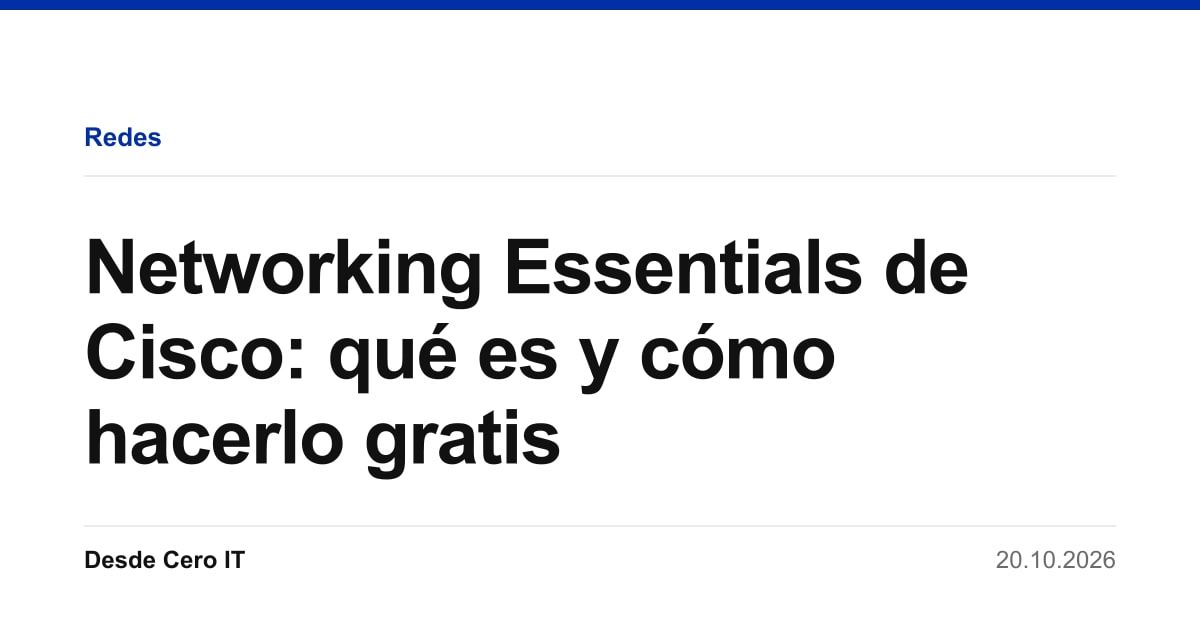 Redes
Networking Essentials de
Cisco: qué es y cómo
hacerlo gratis
Desde Cero IT
20.10.2026